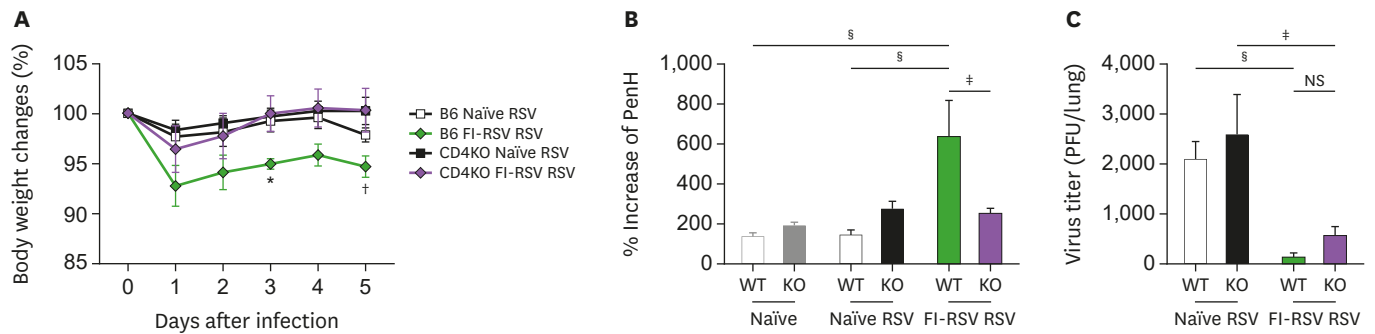 A
Body weight changes (%)
105
100
95
90
85
0 1 2 3 4 5
Days after infection
*
†
B6 Naïve RSV
B6 FI-RSV RSV
CD4KO Naïve RSV
CD4KO FI-RSV RSV
B
% Increase of PenH
1,000
800
600
400
200
0
§
§
‡
WT KO WT KO WT KO
Naïve Naïve RSV FI-RSV RSV
C
Virus titer (PFU/lung)
4,000
3,000
2,000
1,000
0
‡
§
NS
WT KO WT KO
Naïve RSV FI-RSV RSV